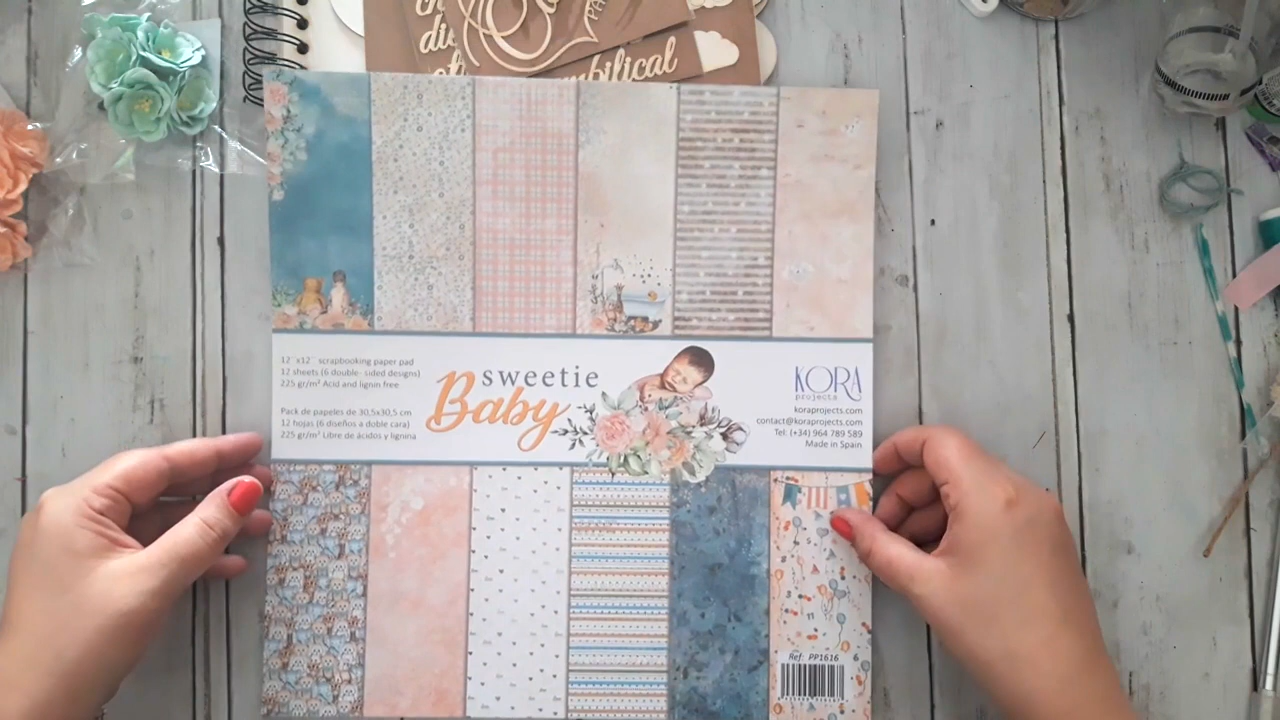 die
umbilical
12¨x12¨ scrapbooking paper pad
12 sheets (6 double- sided designs)
225 gr/m² Acid and lignin free
Pack de papeles de 30,5x30,5 cm
12 hojas (6 diseños a doble cara)
225 gr/m² Libre de ácidos y lignina
sweetie
Baby
KORA
projects
koraprojects.com
contact@koraprojects.com
Tel: (+34) 964 789 589
Made in Spain
Ref: PP1616